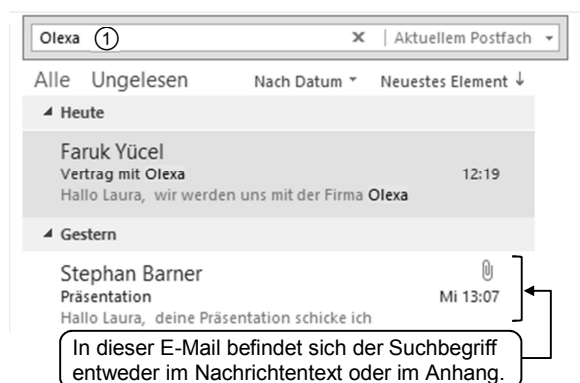 Olexa ① × | Aktuellem Postfach
Alle Ungelesen Nach Datum Neuestes Element ↓
Heute
Faruk Yücel
Vertrag mit Olexa 12:19
Hallo Laura, wir werden uns mit der Firma Olexa
Gestern
Stephan Barner
Präsentation Mi 13:07
Hallo Laura, deine Präsentation schicke ich
In dieser E-Mail befindet sich der Suchbegriff
entweder im Nachrichtentext oder im Anhang.